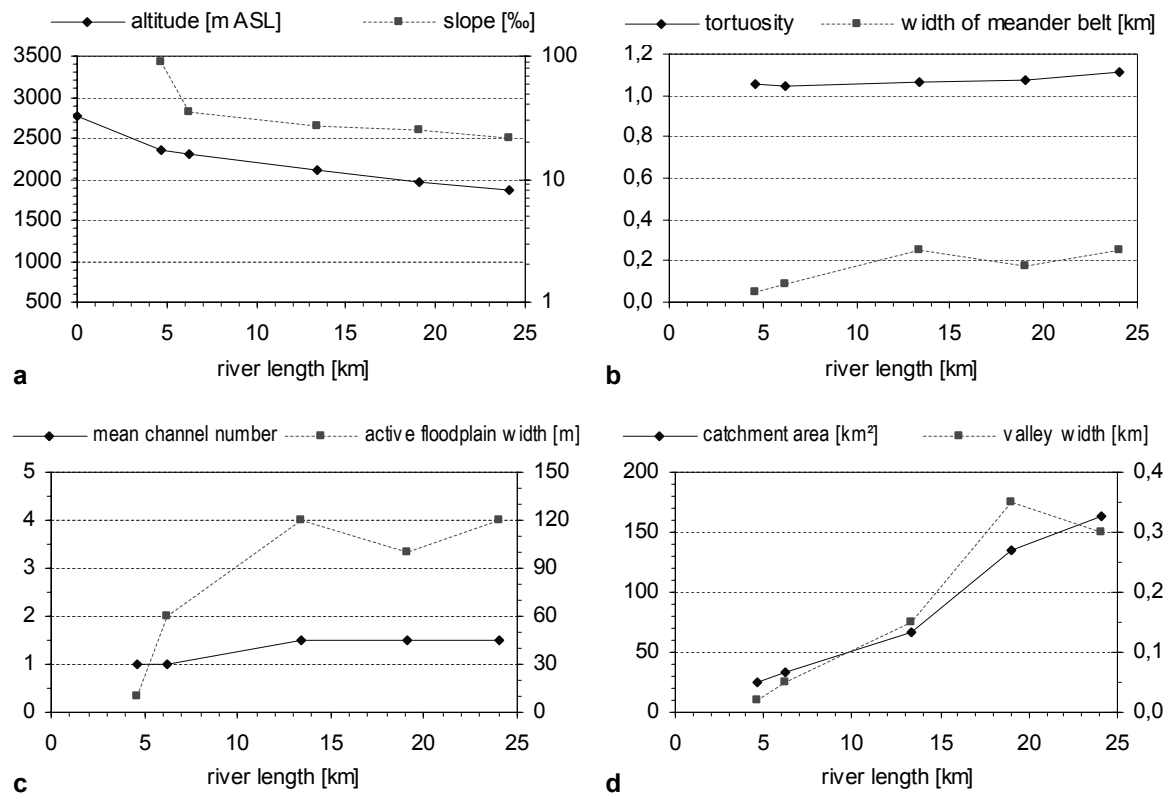 altitude [m ASL] slope [‰]
3500 100
3000
2500
2000 10
1500
1000
500 1
0 5 10 15 20 25
river length [km]
a
tortuosity width of meander belt [km]
1,2
1,0
0,8
0,6
0,4
0,2
0,0
0 5 10 15 20 25
river length [km]
b
mean channel number active floodplain width [m]
5 150
4 120
3 90
2 60
1 30
0 0
0 5 10 15 20 25
river length [km]
c
catchment area [km²] valley width [km]
200 0,4
150 0,3
100 0,2
50 0,1
0 0,0
0 5 10 15 20 25
river length [km]
d